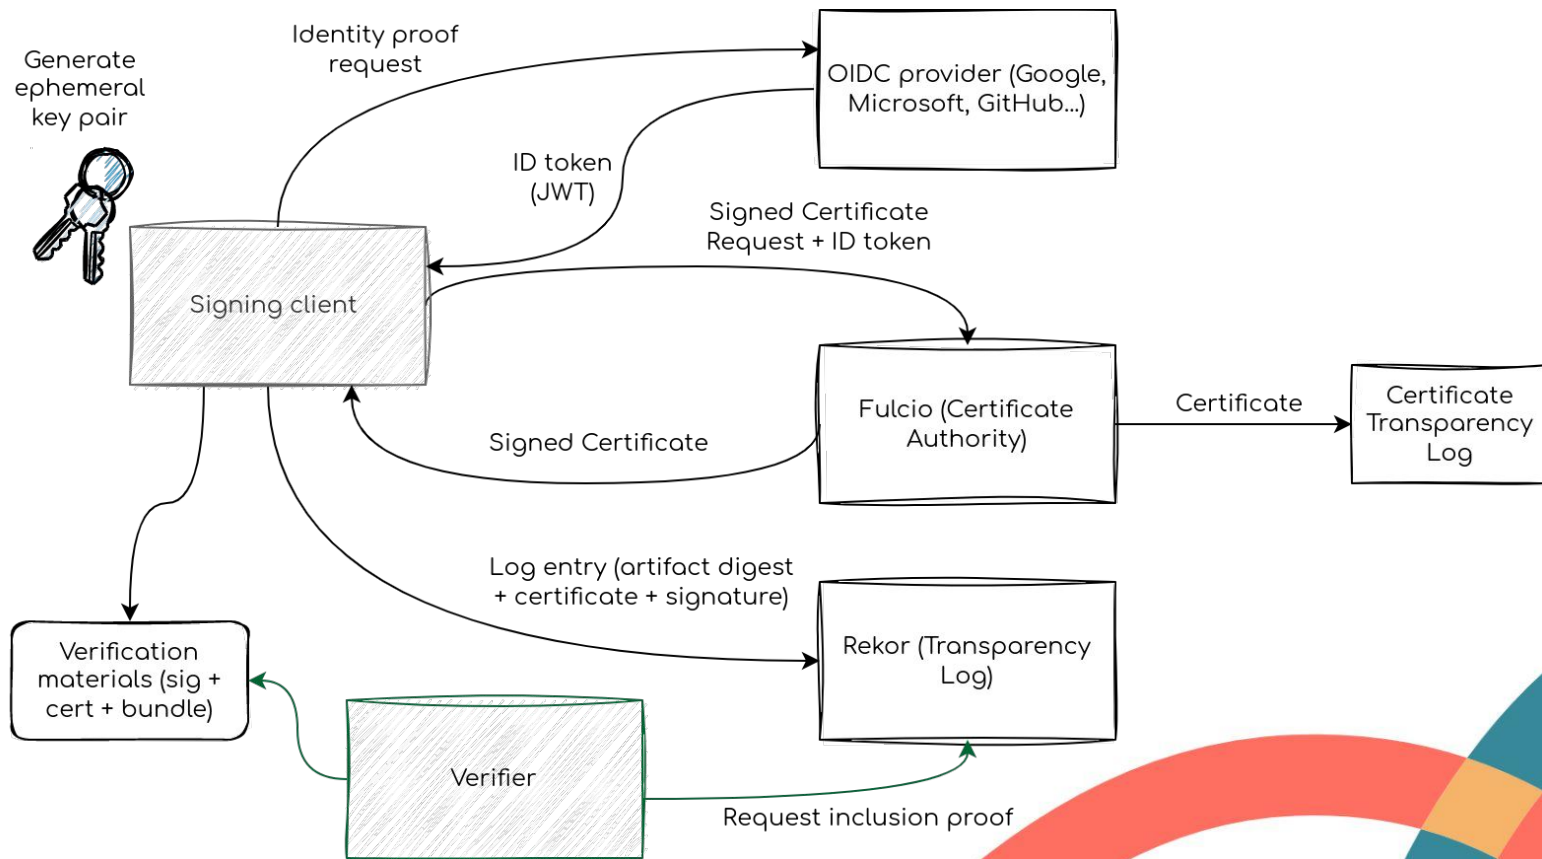 Identity proof
request
Generate
ephemeral
key pair
OIDC provider (Google,
Microsoft, GitHub...)
ID token
(JWT)
Signed Certificate
Request + ID token
Signing client
Fulcio (Certificate
Authority)
Certificate
Certificate
Transparency
Log
Signed Certificate
Log entry (artifact digest
+ certificate + signature)
Rekor (Transparency
Log)
Verification
materials (sig +
cert + bundle)
Verifier
Request inclusion proof